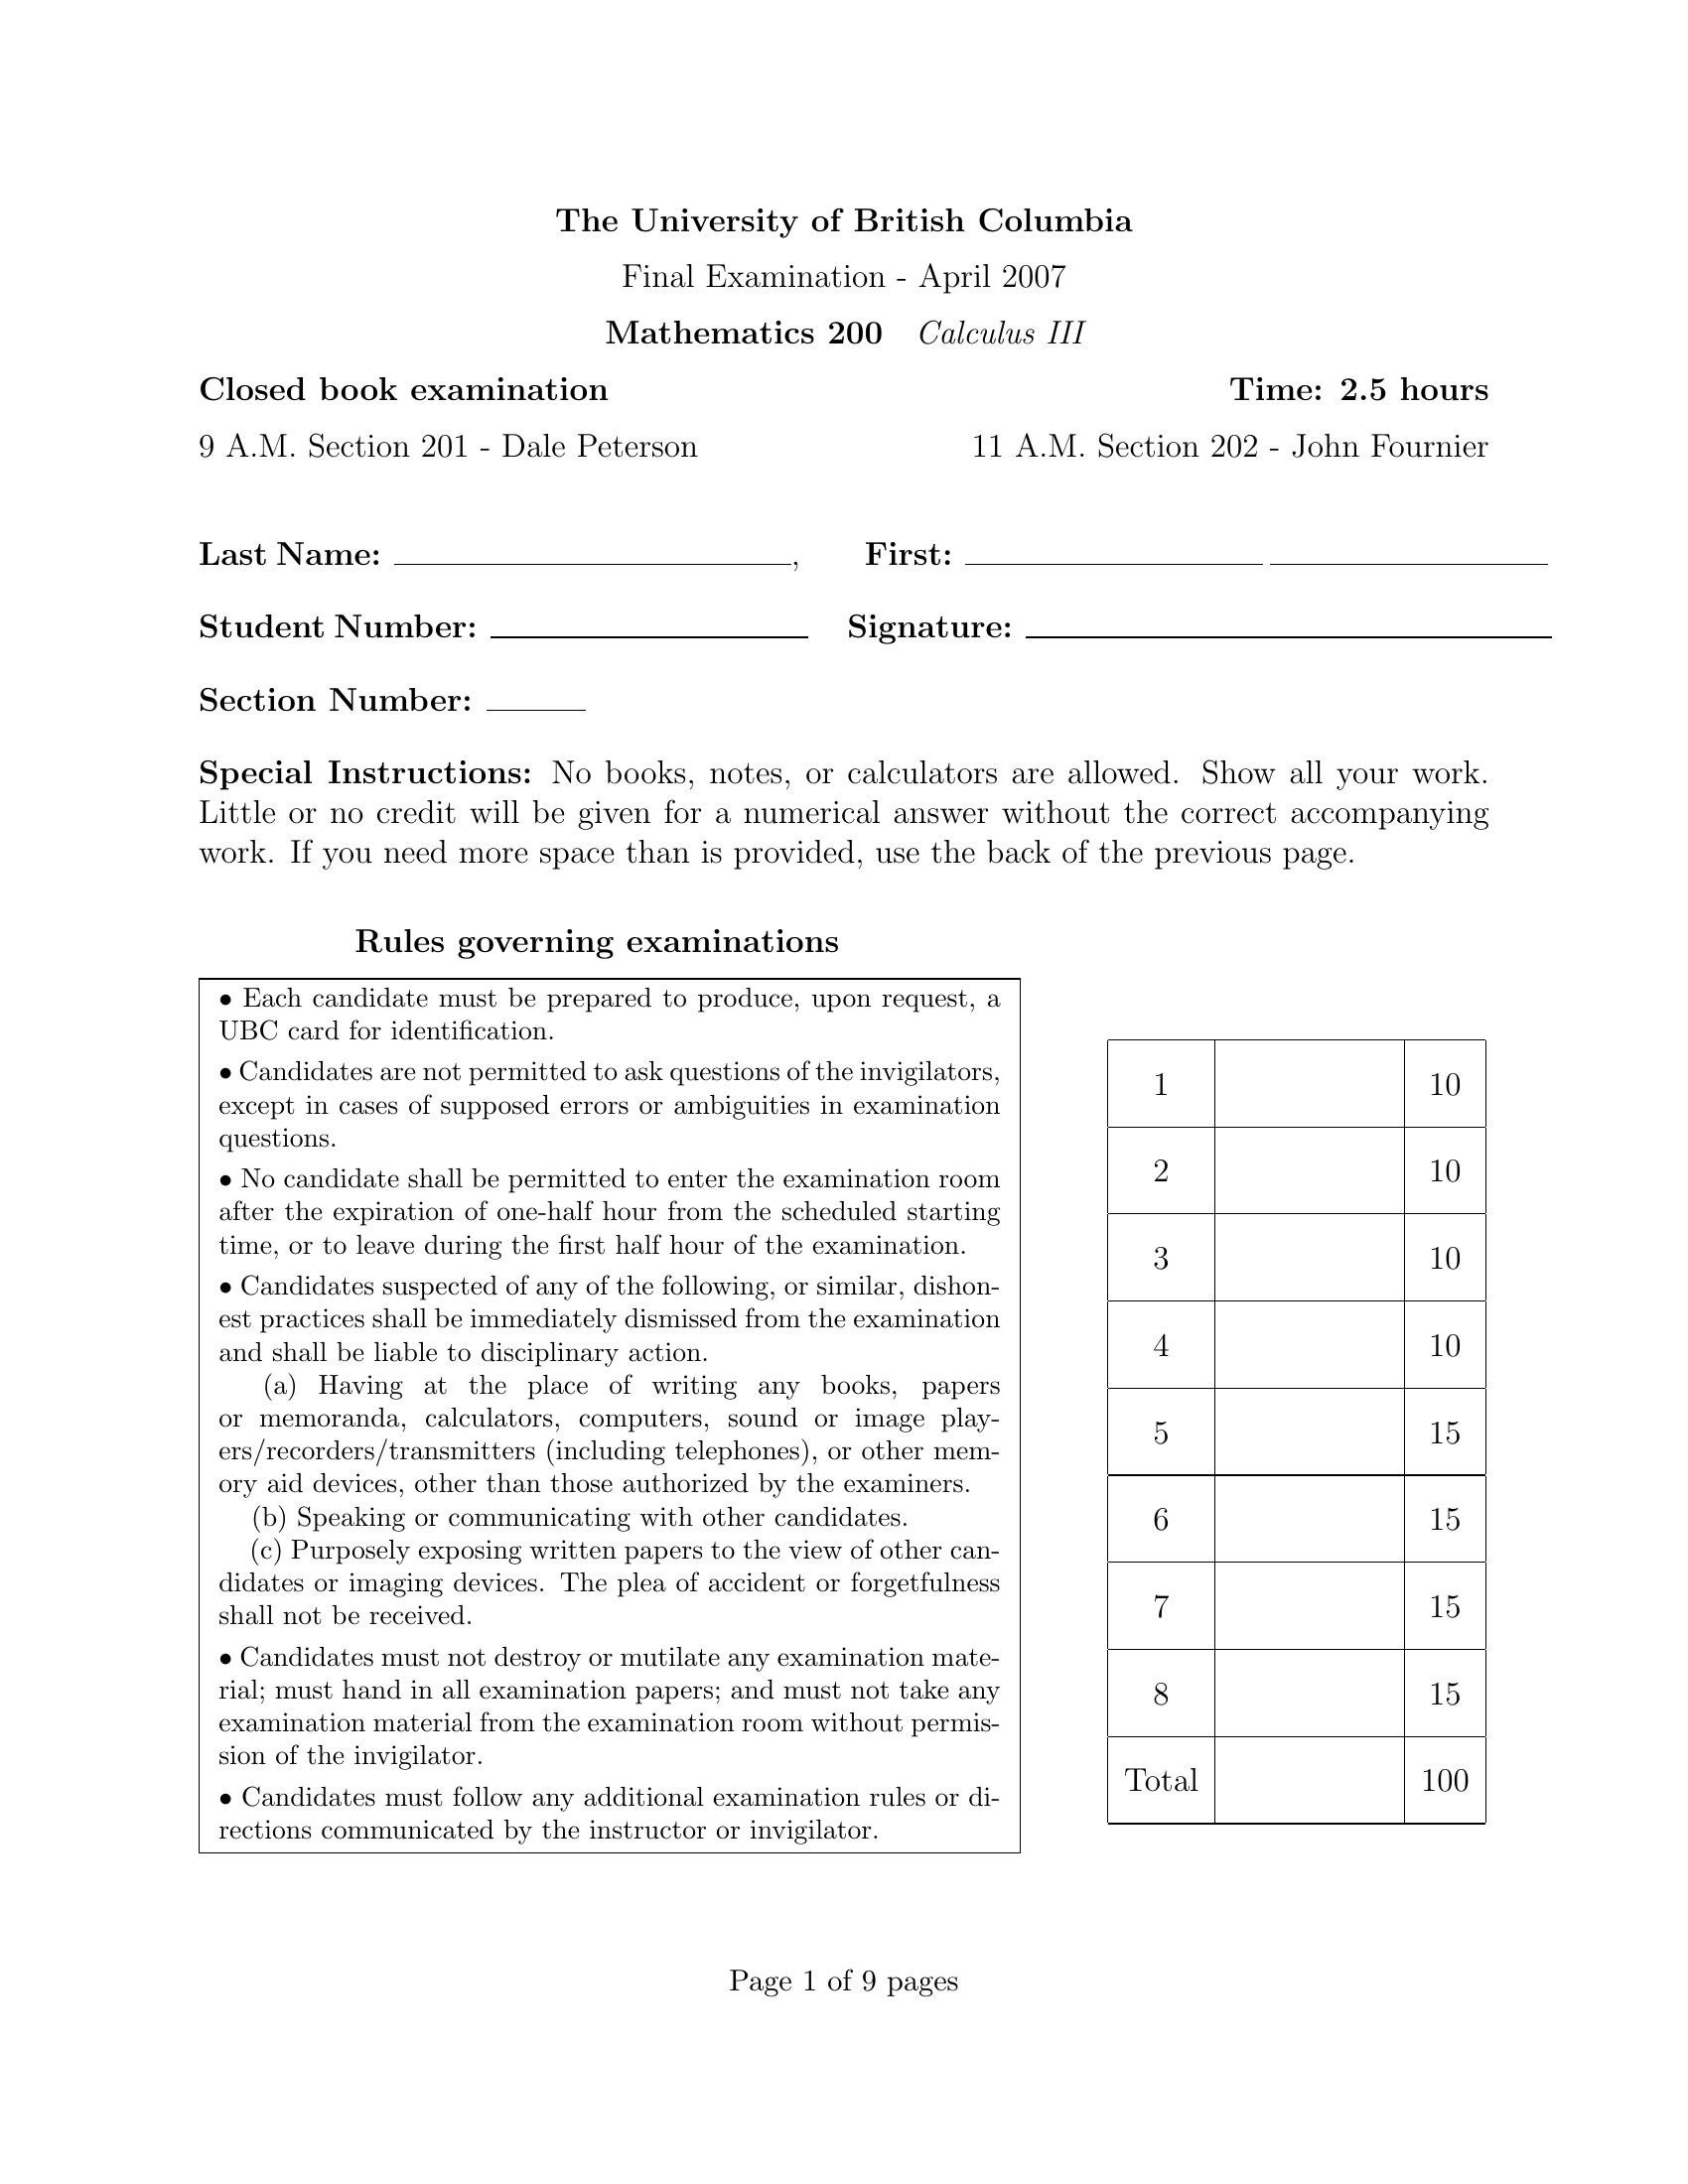 The University of British Columbia
Final Examination - April 2007
Mathematics 200 Calculus III
Closed book examination Time: 2.5 hours
9 A.M. Section 201 - Dale Peterson 11 A.M. Section 202 - John Fournier
Last Name: , First:
Student Number: Signature:
Section Number:
Special Instructions: No books, notes, or calculators are allowed. Show all your work.
Little or no credit will be given for a numerical answer without the correct accompanying
work. If you need more space than is provided, use the back of the previous page.
Rules governing examinations
• Each candidate must be prepared to produce, upon request, a
UBC card for identification.
• Candidates are not permitted to ask questions of the invigilators,
except in cases of supposed errors or ambiguities in examination
questions.
• No candidate shall be permitted to enter the examination room
after the expiration of one-half hour from the scheduled starting
time, or to leave during the first half hour of the examination.
• Candidates suspected of any of the following, or similar, dishon-
est practices shall be immediately dismissed from the examination
and shall be liable to disciplinary action.
(a) Having at the place of writing any books, papers
or memoranda, calculators, computers, sound or image play-
ers/recorders/transmitters (including telephones), or other mem-
ory aid devices, other than those authorized by the examiners.
(b) Speaking or communicating with other candidates.
(c) Purposely exposing written papers to the view of other can-
didates or imaging devices. The plea of accident or forgetfulness
shall not be received.
• Candidates must not destroy or mutilate any examination mate-
rial; must hand in all examination papers; and must not take any
examination material from the examination room without permis-
sion of the invigilator.
• Candidates must follow any additional examination rules or di-
rections communicated by the instructor or invigilator.
1 10
2 10
3 10
4 10
5 15
6 15
7 15
8 15
Total 100
Page 1 of 9 pages